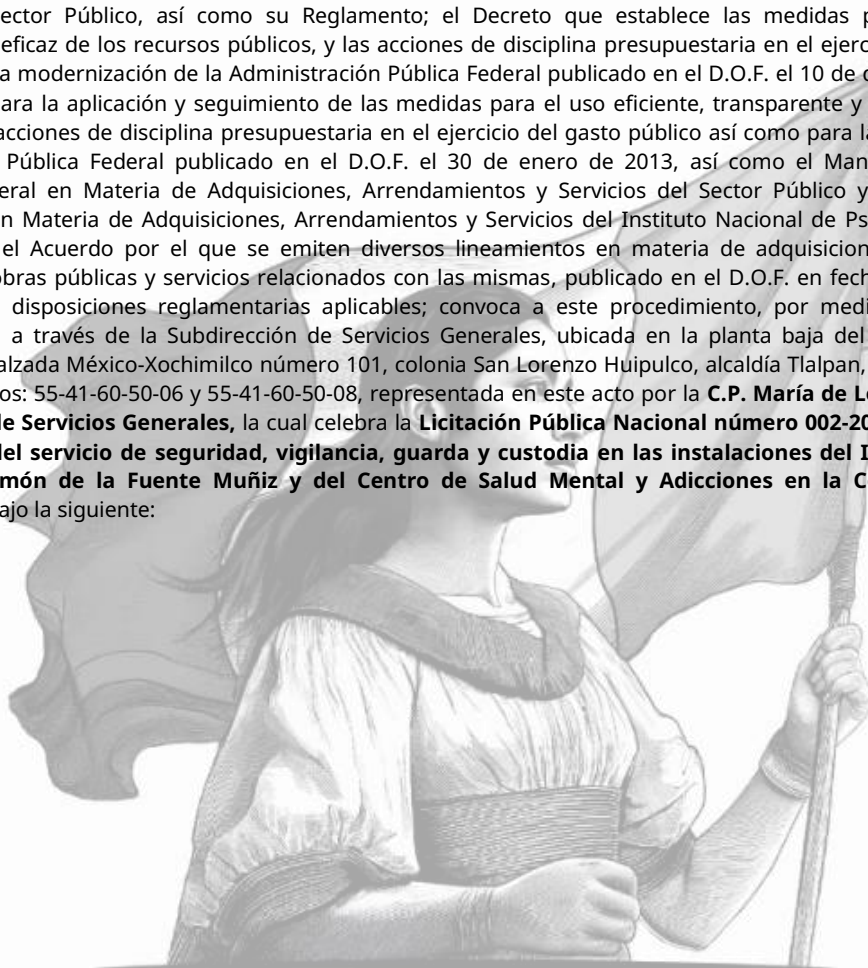 ector Público, así como su Reglamento; el Decreto que establece las medidas
eficaz de los recursos públicos, y las acciones de disciplina presupuestaria en el
a modernización de la Administración Pública Federal publicado en el D.O.F. el 10 de
ara la aplicación y seguimiento de las medidas para el uso eficiente, transparente y
acciones de disciplina presupuestaria en el ejercicio del gasto público así como para
Pública Federal publicado en el D.O.F. el 30 de enero de 2013, así como el
eral en Materia de Adquisiciones, Arrendamientos y Servicios del Sector Público y
n Materia de Adquisiciones, Arrendamientos y Servicios del Instituto Nacional de
el Acuerdo por el que se emiten diversos lineamientos en materia de
obras públicas y servicios relacionados con las mismas, publicado en el D.O.F. en
disposiciones reglamentarias aplicables; convoca a este procedimiento, por
a través de la Subdirección de Servicios Generales, ubicada en la planta baja del
alzada México-Xochimilco número 101, colonia San Lorenzo Huipulco, alcaldía Tlalpan,
os: 55-41-60-50-06 y 55-41-60-50-08, representada en este acto por la C.P. María de
de Servicios Generales, la cual celebra la Licitación Pública Nacional número 002-20
del servicio de seguridad, vigilancia, guarda y custodia en las instalaciones del
món de la Fuente Muñiz y del Centro de Salud Mental y Adicciones en la
ajo la siguiente: